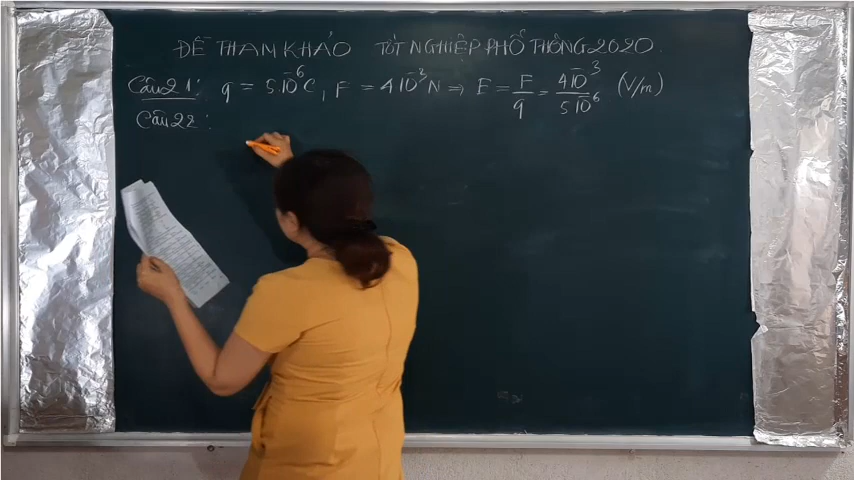 ĐỀ THAM KHẢO TỐT NGHIỆP PHỔ THÔNG 2020.
Câu 21: q = 5.10⁻⁶C, F = 4 10⁻³N ⇒ E = F/q = 4 10⁻³/5 10⁻⁶ (V/m)
Câu 22: